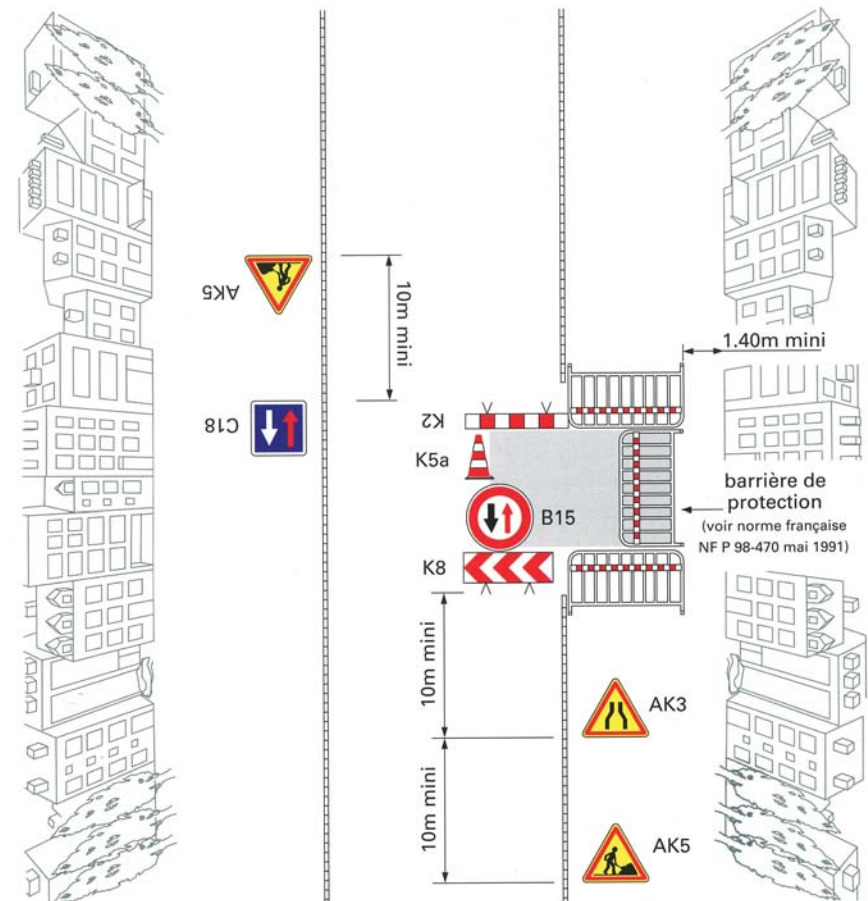 AK5
10m mini
1.40m mini
C18
K2
K5a
B15
barrière de
protection
(voir norme française
NF P 98-470 mai 1991)
K8
10m mini
AK3
10m mini
AK5